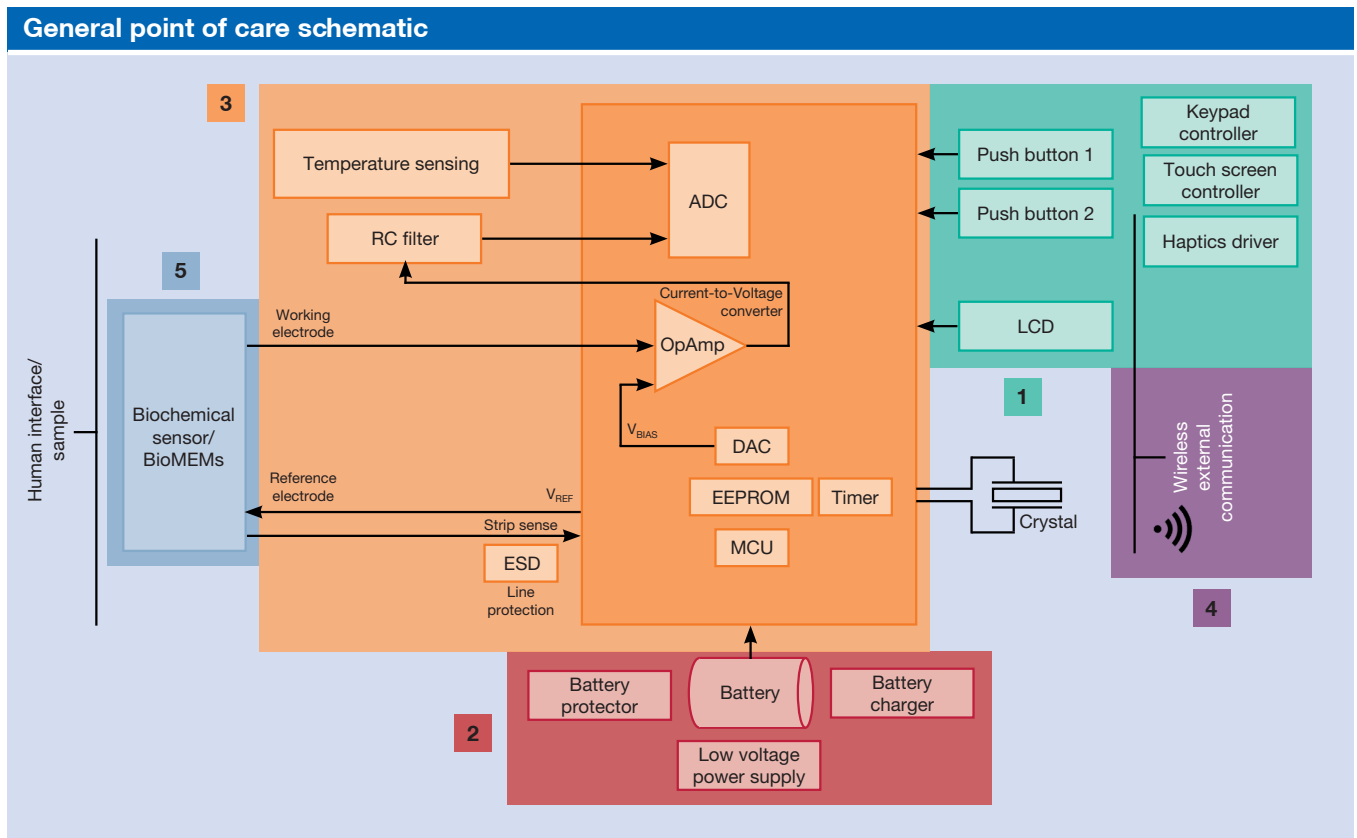 General point of care schematic
3
Temperature sensing
ADC
RC filter
Push button 1
Push button 2
LCD
Keypad
controller
Touch screen
controller
Haptics driver
5
Working
electrode
Current-to-Voltage
converter
OpAmp
1
Human interface/
sample
Biochemical
sensor/
BioMEMs
VBIAS
DAC
Reference
electrode
VREF
EEPROM
Timer
Strip sense
MCU
Crystal
ESD
Line
protection
Wireless
external
communication
4
2
Battery
protector
Battery
Battery
charger
Low voltage
power supply